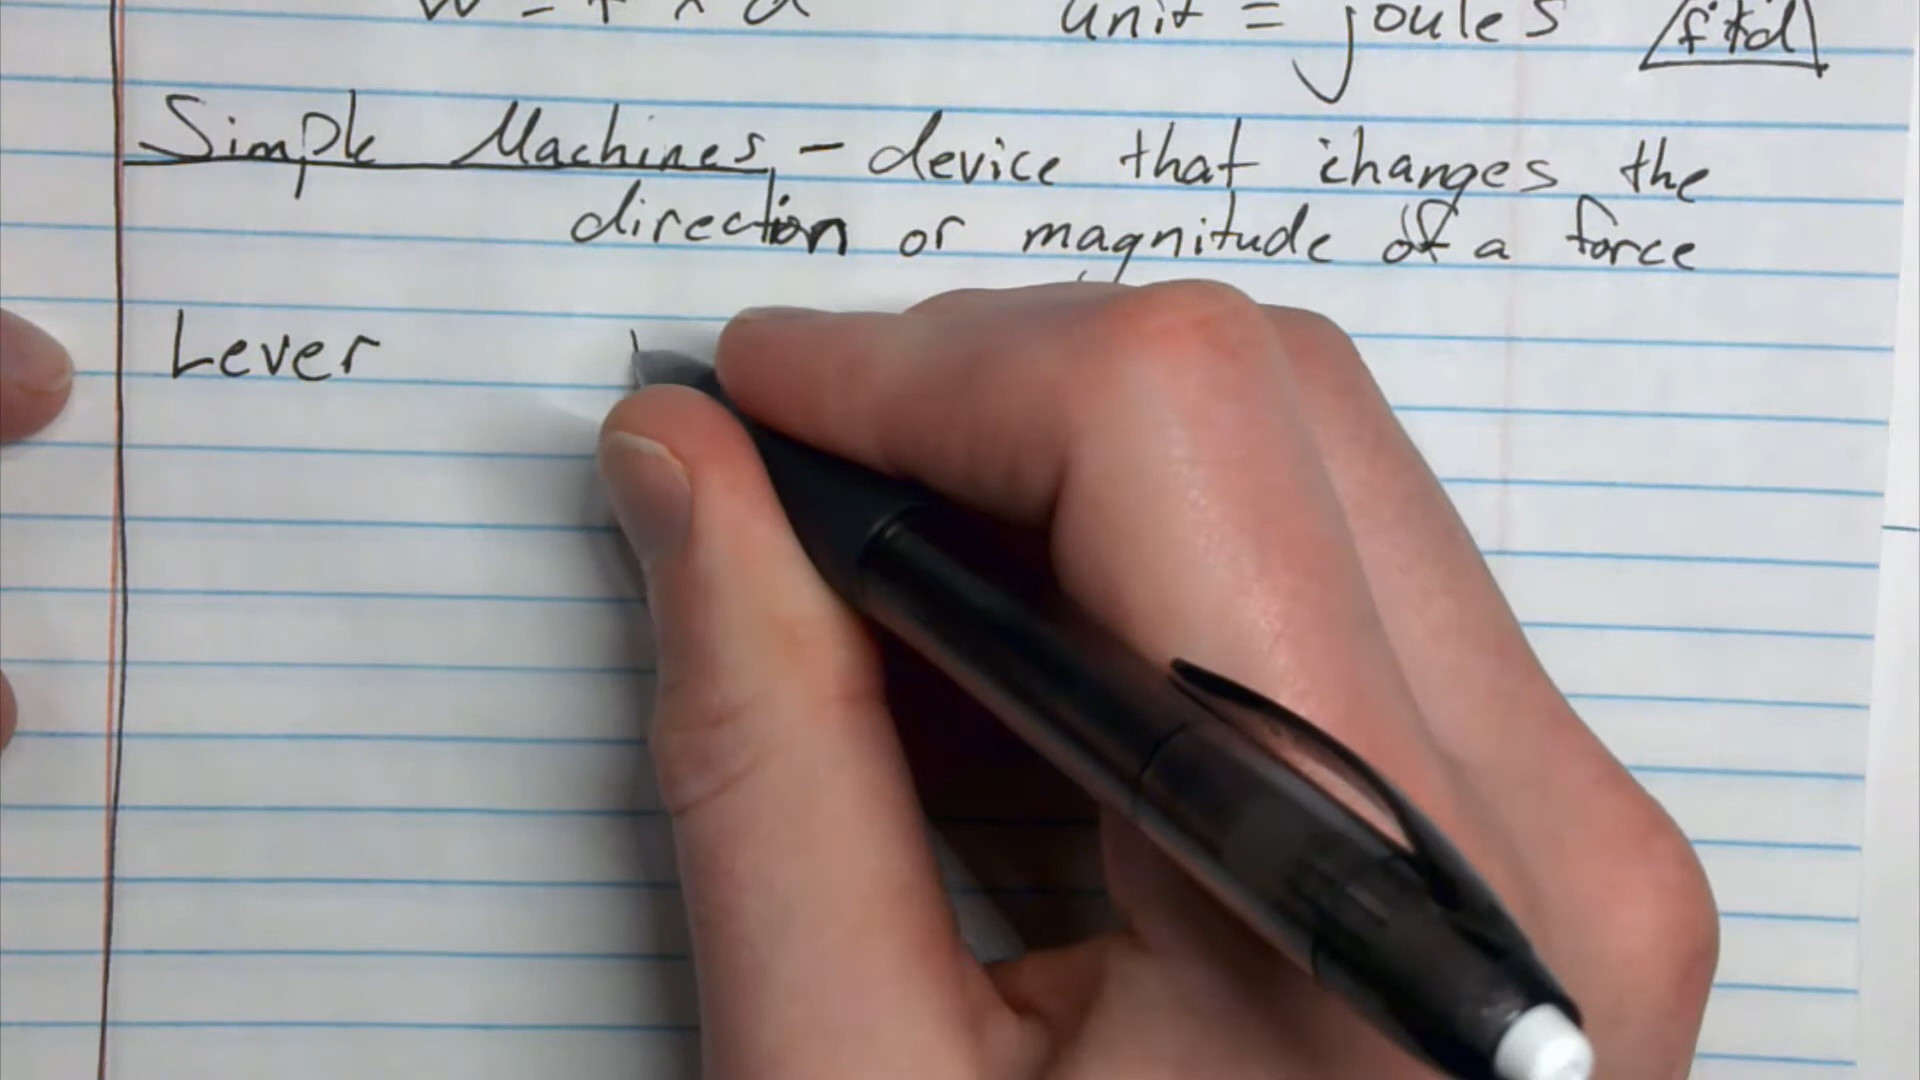 W = F x d unit = joules f*d
Simple Machines - device that changes the
direction or magnitude of a force
Lever